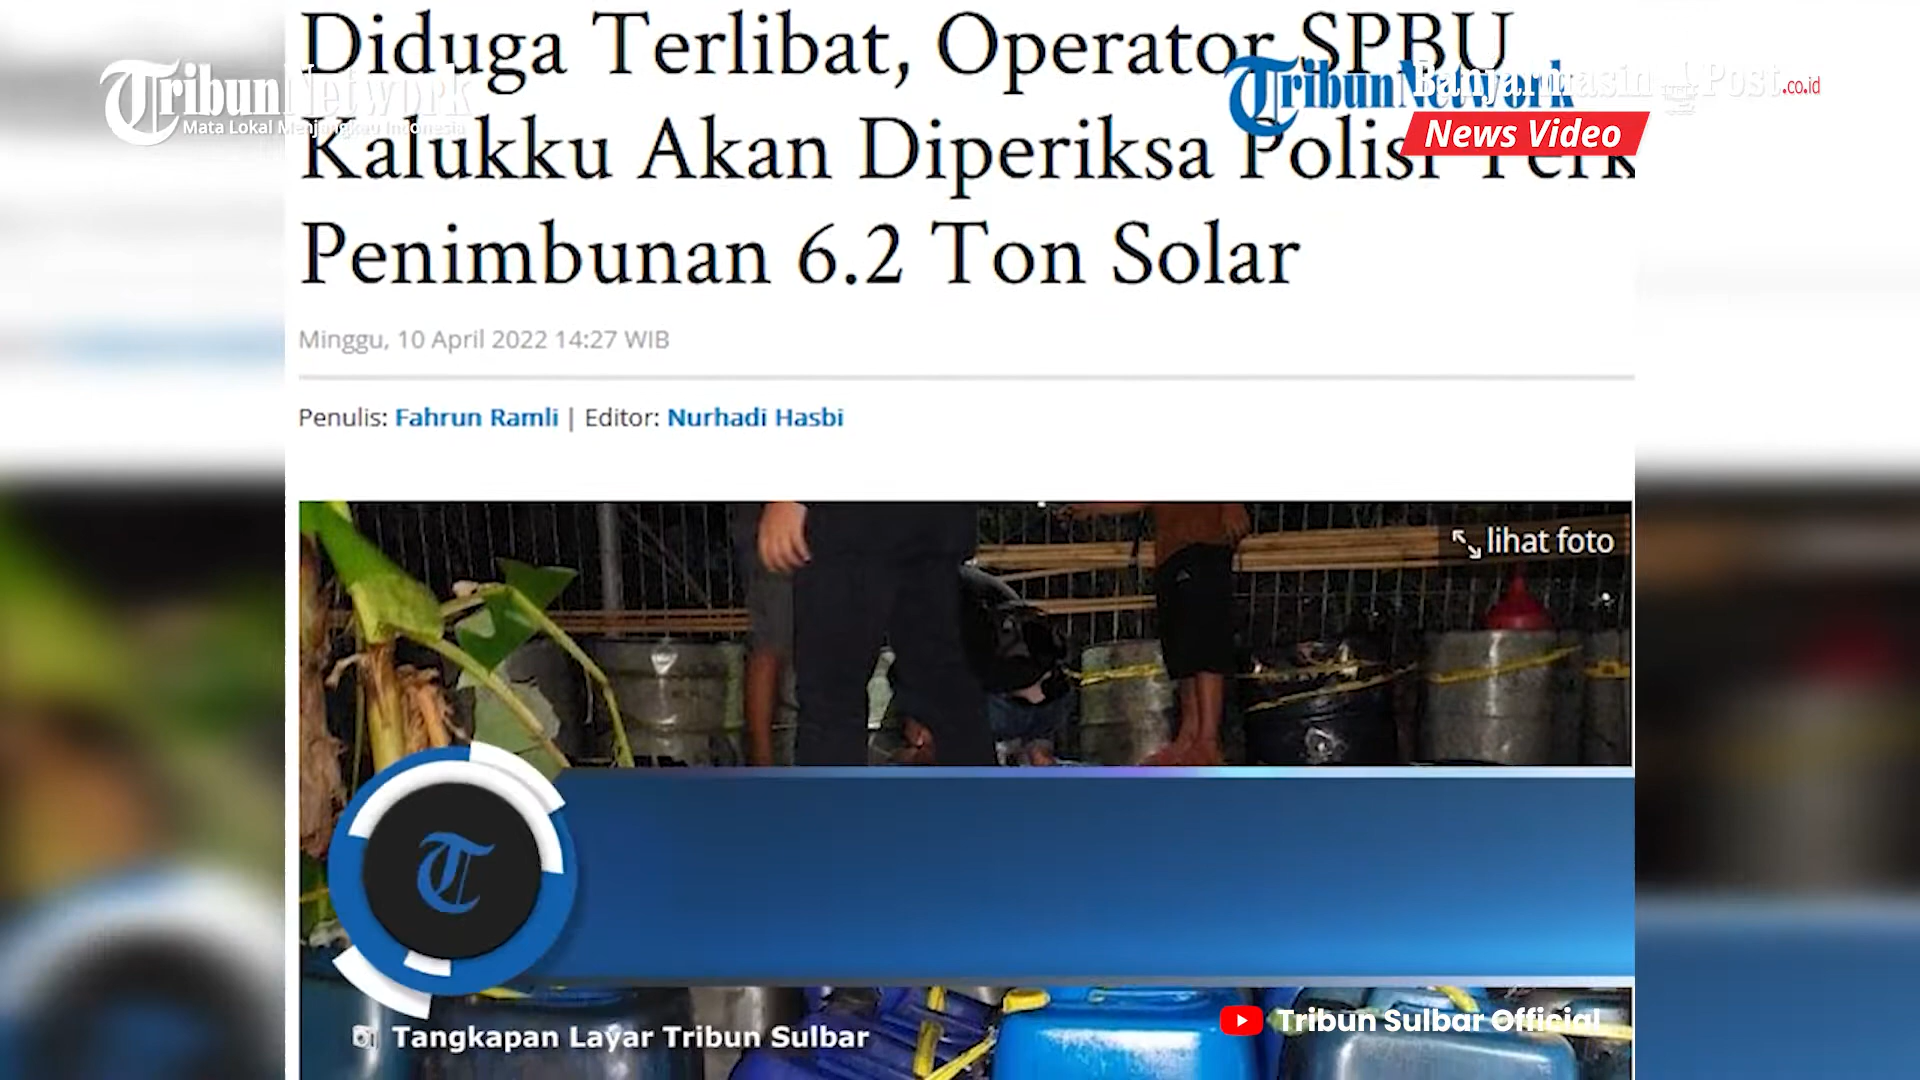 Diduga Terlibat, Operator SPBU
Kalukku Akan Diperiksa Polisi
Penimbunan 6.2 Ton Solar
TribunNetwork
Mata Lokal Menjangkau Indonesia
TribunNetwork
Banjarmasin Post.co.id
News Video
Minggu, 10 April 2022 14:27 WIB
Penulis: Fahrun Ramli | Editor: Nurhadi Hasbi
lihat foto
T
Tangkapan Layar Tribun Sulbar
Tribun Sulbar Official